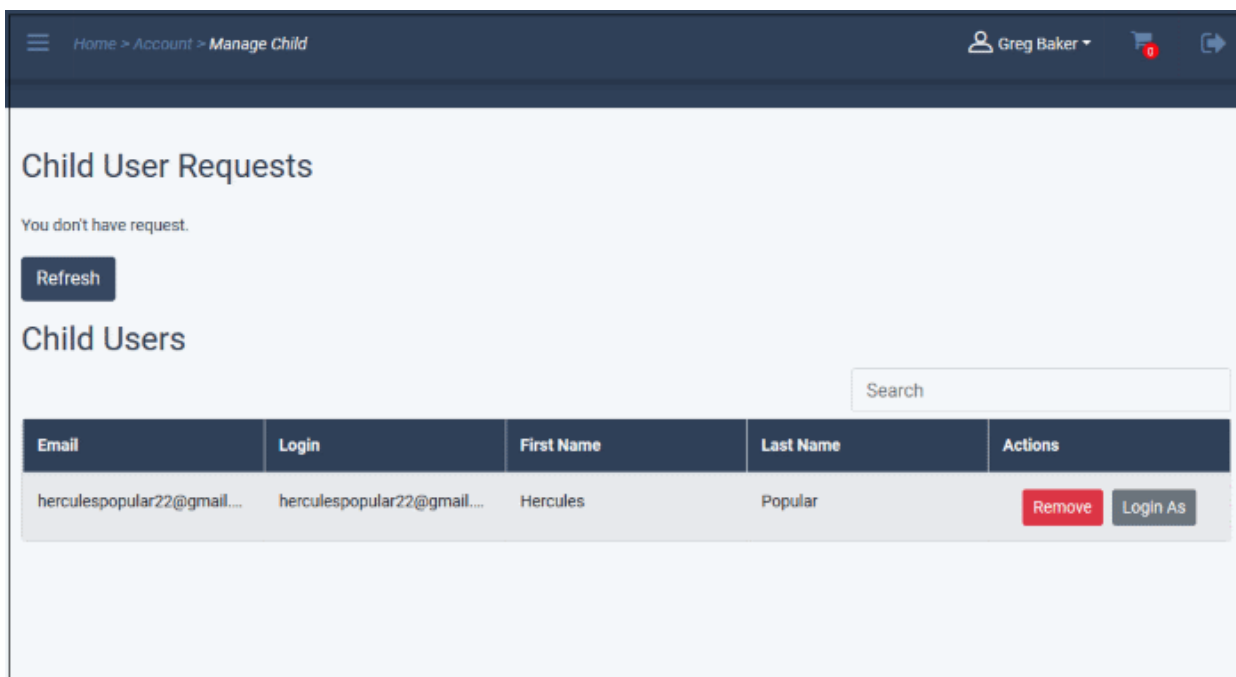 Home > Account > Manage Child Greg Baker 0
Child User Requests
You don't have request.
Refresh
Child Users
Search
Email Login First Name Last Name Actions
herculespopular22@gmail.... herculespopular22@gmail.... Hercules Popular Remove Login As